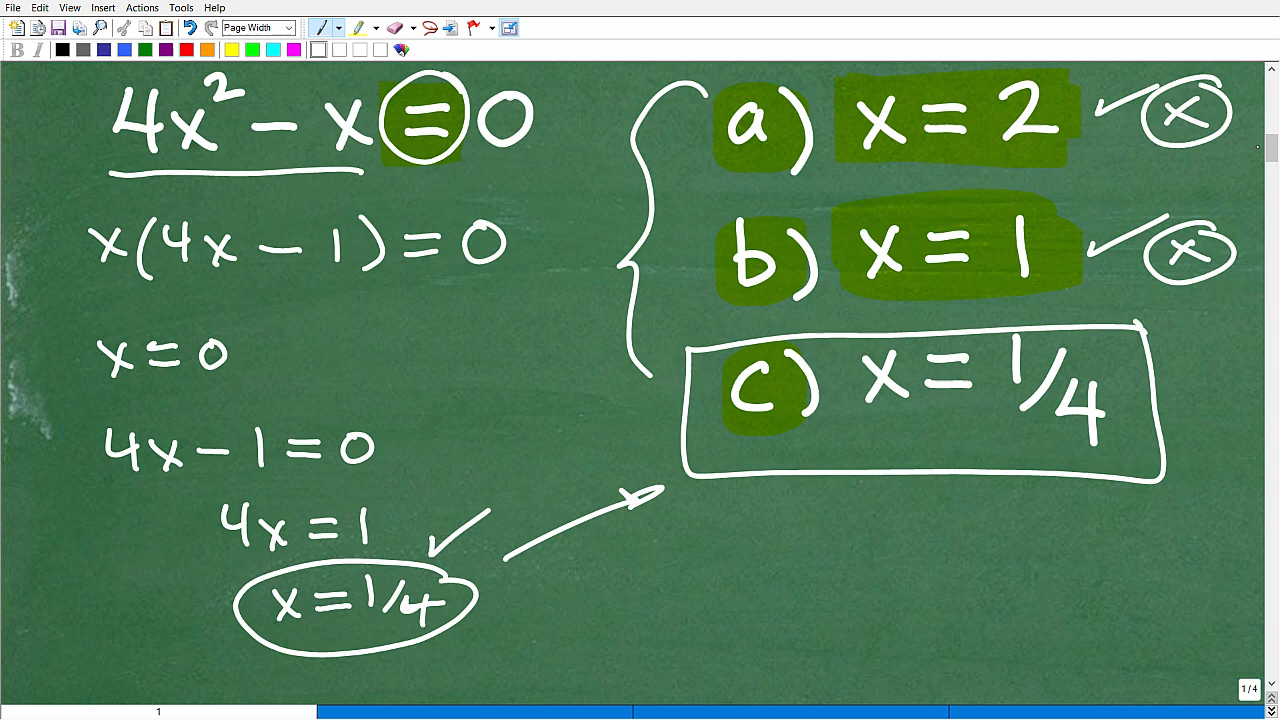 File Edit View Insert Actions Tools Help
Page Width
B I
4x² - x = 0
x(4x - 1) = 0
x = 0
4x - 1 = 0
4x = 1
x = 1/4
a) x = 2 ✓ x
b) x = 1 ✓ x
c) x = 1/4
1/4
1